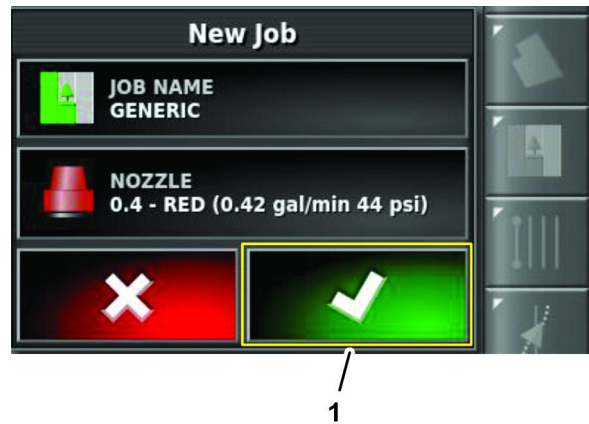 New Job
JOB NAME
GENERIC
NOZZLE
0.4 - RED (0.42 gal/min 44 psi)
1